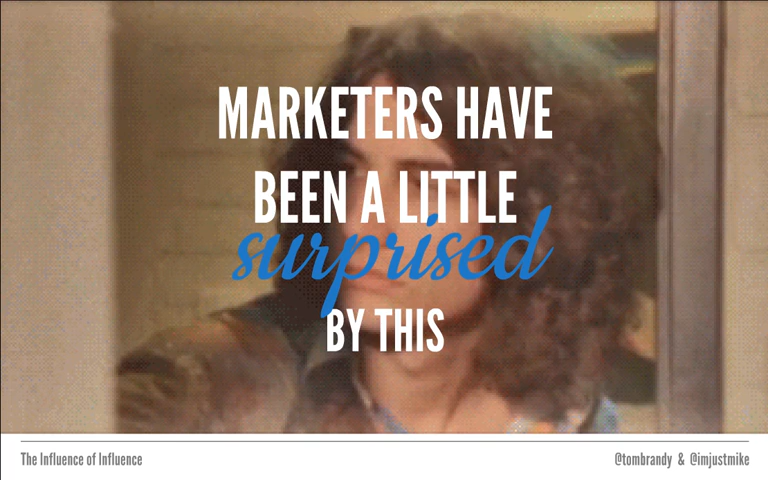 MARKETERS HAVE
BEEN A LITTLE
surprised
BY THIS
The Influence of Influence
@tombrandy & @imjustmike